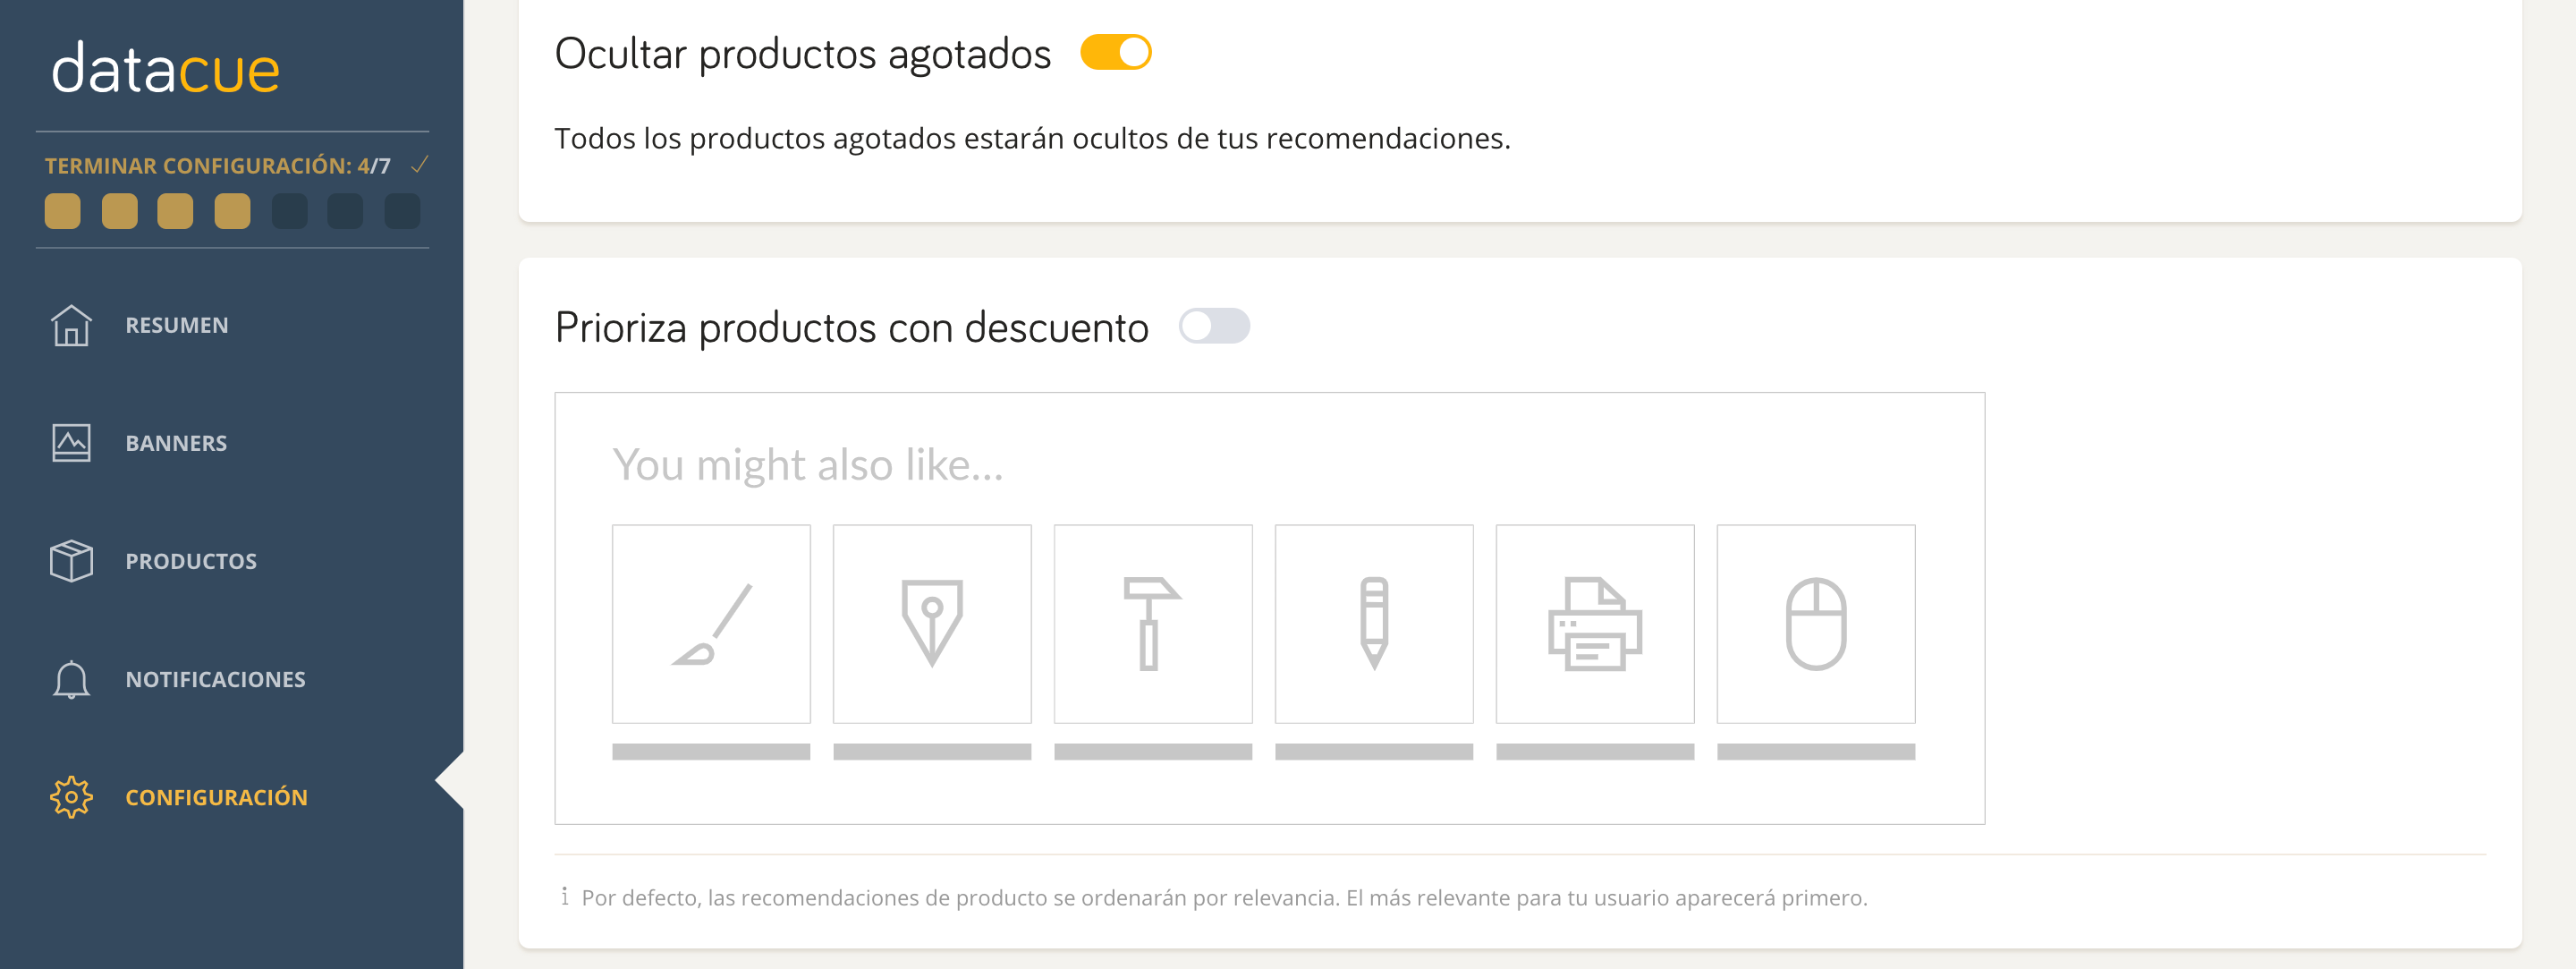 datacue
TERMINAR CONFIGURACIÓN: 4/7
RESUMEN
BANNERS
PRODUCTOS
NOTIFICACIONES
CONFIGURACIÓN
Ocultar productos agotados
Todos los productos agotados estarán ocultos de tus recomendaciones.
Prioriza productos con descuento
You might also like...
Por defecto, las recomendaciones de producto se ordenarán por relevancia. El más relevante para tu usuario aparecerá primero.